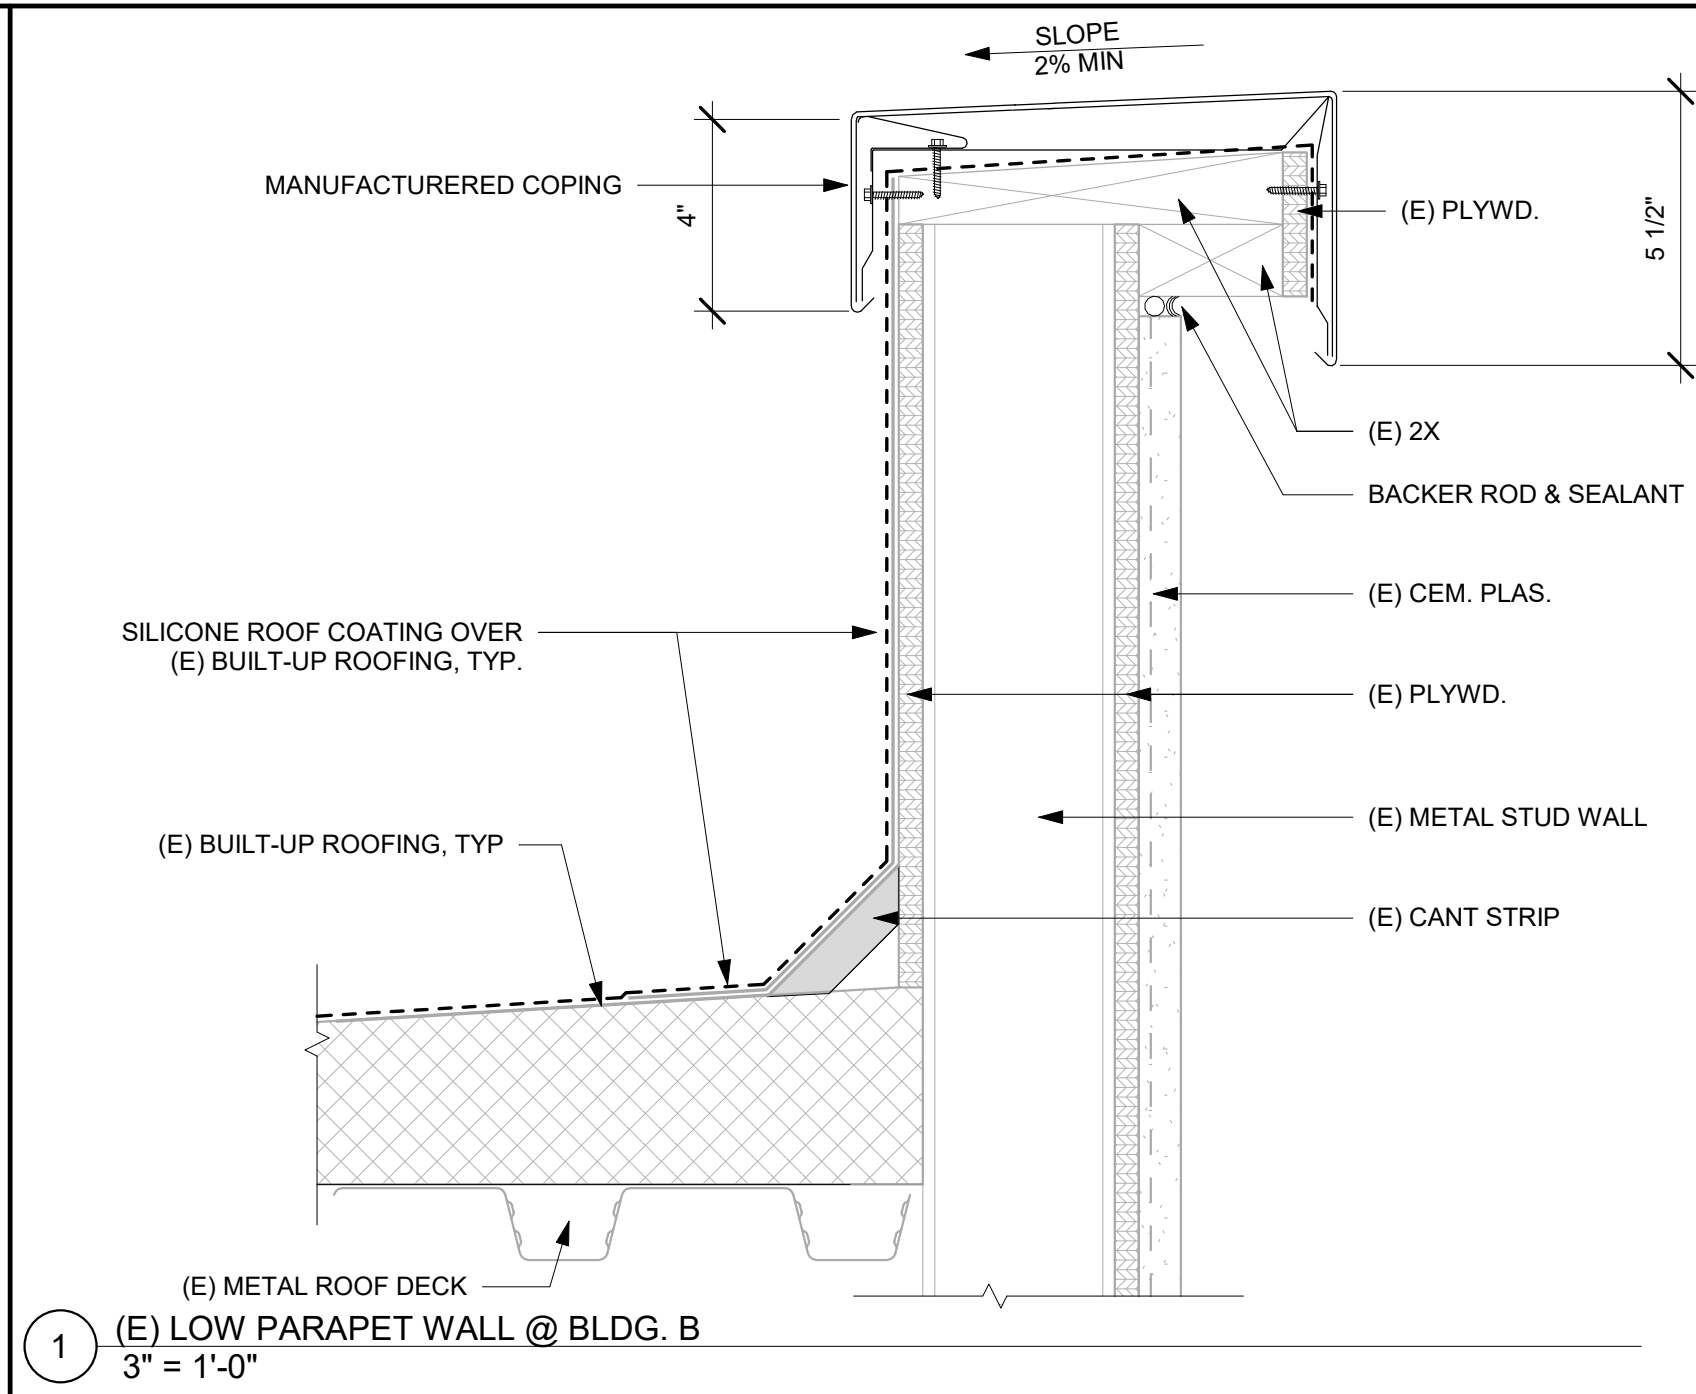 SLOPE
2% MIN
MANUFACTURERED COPING
4"
(E) PLYWD.
5 1/2"
(E) 2X
BACKER ROD & SEALANT
(E) CEM. PLAS.
SILICONE ROOF COATING OVER
(E) BUILT-UP ROOFING, TYP.
(E) PLYWD.
(E) METAL STUD WALL
(E) BUILT-UP ROOFING, TYP
(E) CANT STRIP
(E) METAL ROOF DECK
1
(E) LOW PARAPET WALL @ BLDG. B
3" = 1'-0"